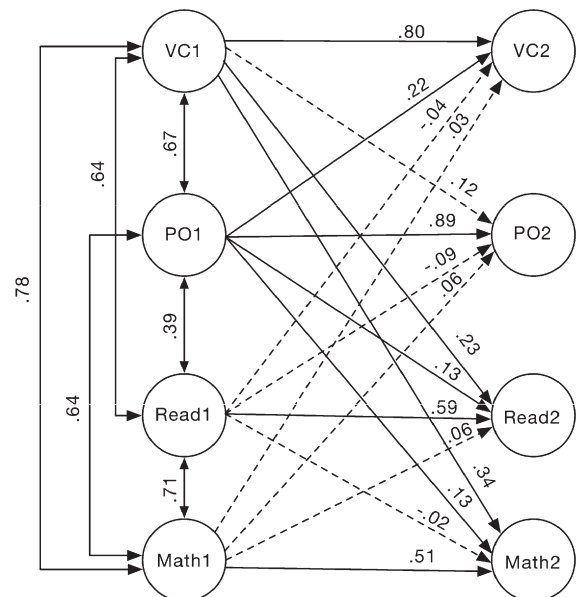 .80
VC1
VC2
.22
-.04
.03
.67
.64
.12
.89
PO1
PO2
-.09
.06
.78
.39
.23
.13
.64
.59
Read1
Read2
.06
.71
.34
.13
-.02
.51
Math1
Math2